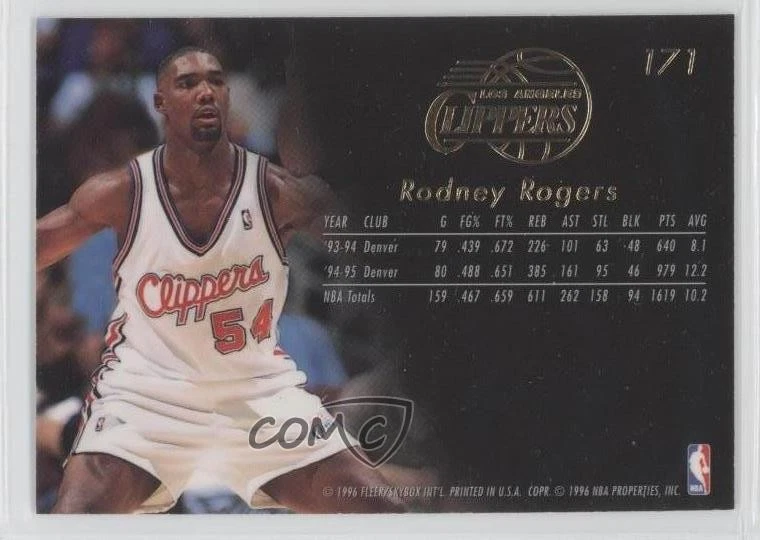 171
LOS ANGELES
CLIPPERS
Rodney Rogers
YEAR CLUB G FG% FT% REB AST STL BLK PTS AVG
'93-94 Denver 79 .439 .672 226 101 63 48 640 8.1
'94-95 Denver 80 .488 .651 385 161 95 46 979 12.2
NBA Totals 159 .467 .659 611 262 158 94 1619 10.2
Clippers
54
COMC
© 1996 FLEER/SKYBOX INT'L. PRINTED IN U.S.A. COPR. © 1996 NBA PROPERTIES, INC.
NBA